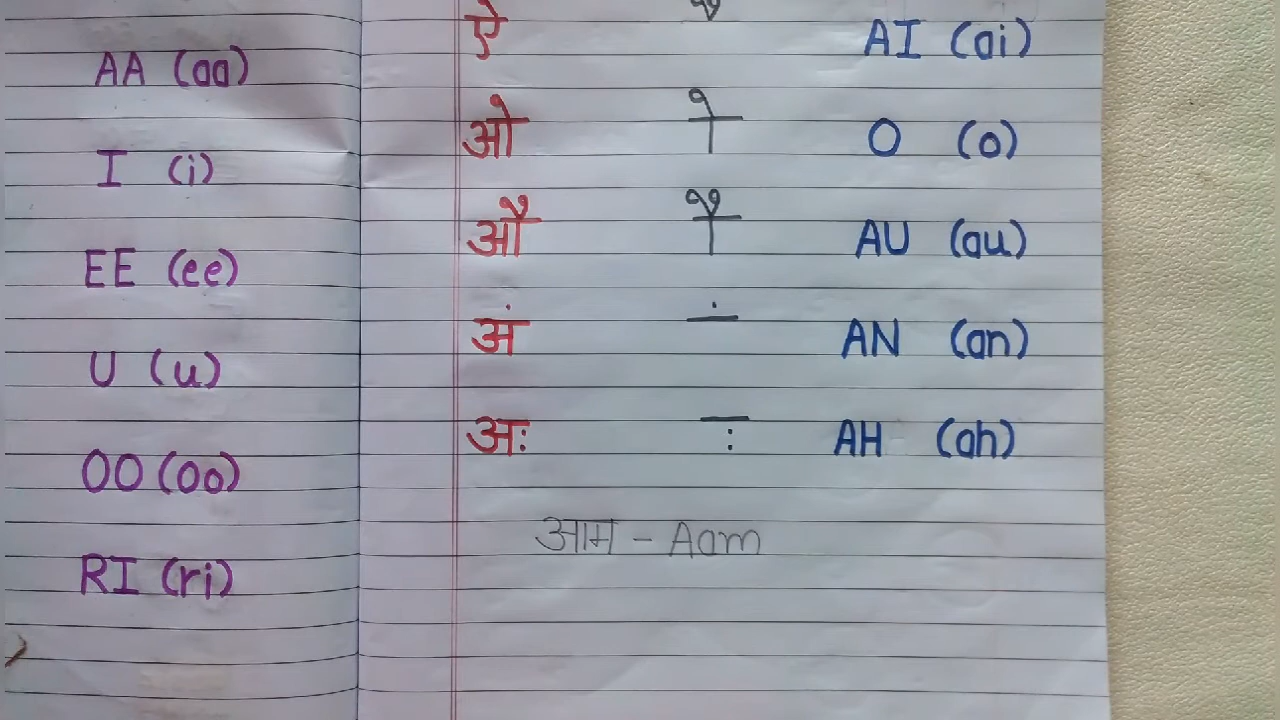 AA (aa)
I (i)
EE (ee)
U (u)
OO (oo)
RI (ri)
ऐ ै AI (ai)
ओ ो O (o)
औ ौ AU (au)
अं ं AN (an)
अः ः AH (ah)
आम - Aam